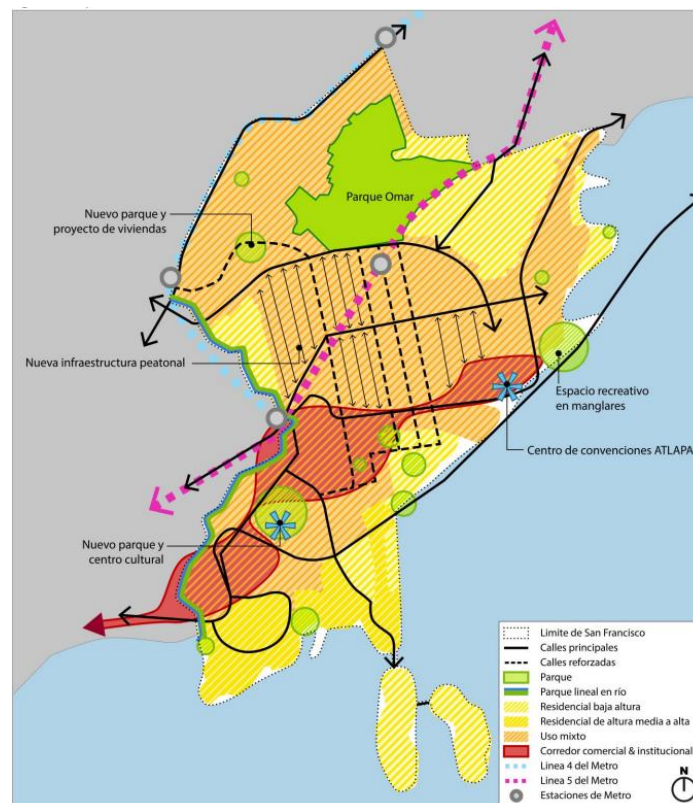 Parque Omar
Nuevo parque y
proyecto de viviendas
Nueva infraestructura peatonal
Espacio recreativo
en manglares
Centro de convenciones ATLAPA
Nuevo parque y
centro cultural
Limite de San Francisco
Calles principales
Calles reforzadas
Parque
Parque lineal en río
Residencial baja altura
Residencial de altura media a alta
Uso mixto
Corredor comercial & institucional
Linea 4 del Metro
Linea 5 del Metro
Estaciones de Metro
N